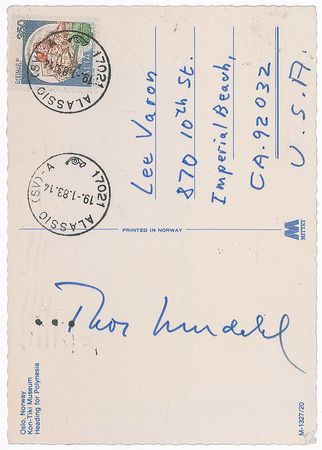 350
ITALIA
17021 ALASSIO (SV) - A
19-1.83.14
17021 ALASSIO (SV) - A
19-1.83.14
Lee Varon
870 10th St.
Imperial Beach,
CA. 92032
U.S.A.
MITTET
PRINTED IN NORWAY
Thor
Oslo, Norway
Kon-Tiki Museum
Heading for Polynesia
M-1327/20